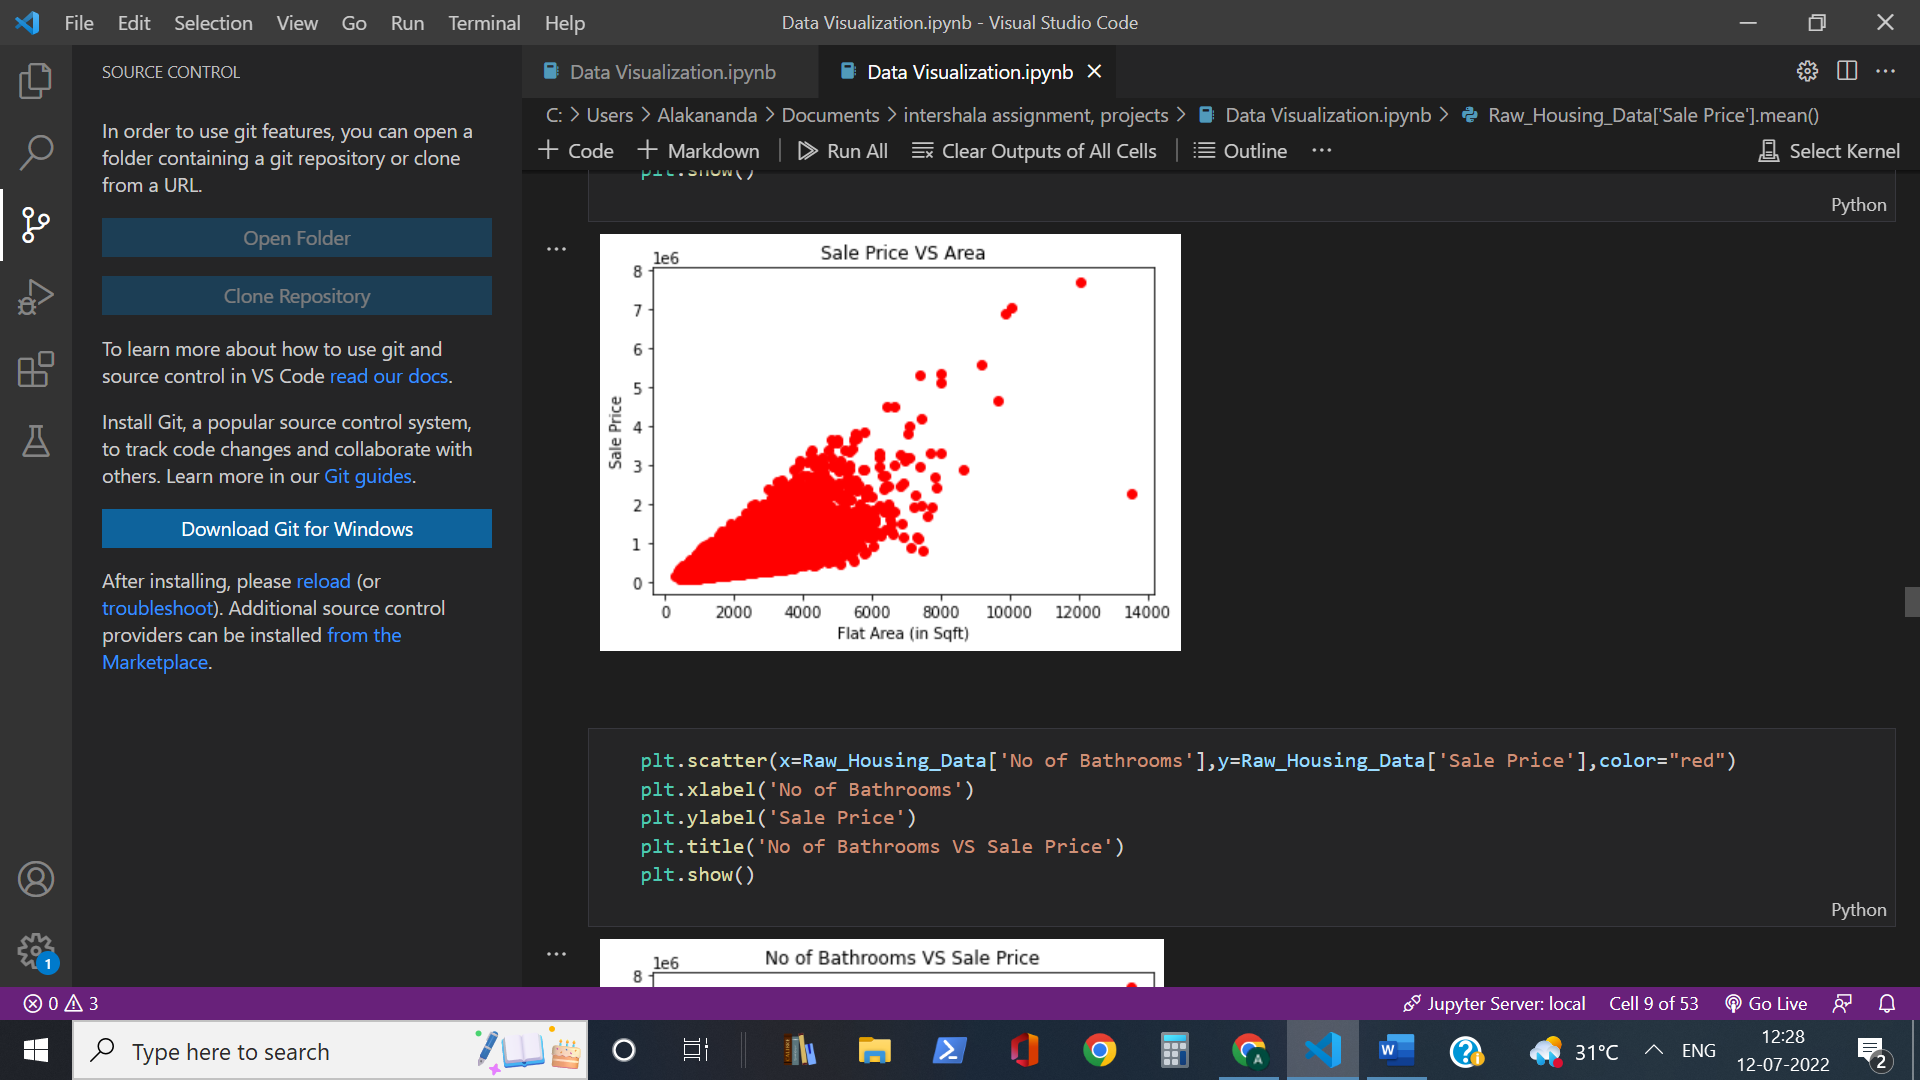 File Edit Selection View Go Run Terminal Help
Data Visualization.ipynb - Visual Studio Code
SOURCE CONTROL
In order to use git features, you can open a
folder containing a git repository or clone
from a URL.
Open Folder
Clone Repository
To learn more about how to use git and
source control in VS Code read our docs.
Install Git, a popular source control system,
to track code changes and collaborate with
others. Learn more in our Git guides.
Download Git for Windows
After installing, please reload (or
troubleshoot). Additional source control
providers can be installed from the
Marketplace.
1
Data Visualization.ipynb
Data Visualization.ipynb
C: > Users > Alakananda > Documents > intershala assignment, projects > Data Visualization.ipynb > Raw_Housing_Data['Sale Price'].mean()
+ Code + Markdown Run All Clear Outputs of All Cells Outline ... Select Kernel
plt.show()
Python
...
Sale Price VS Area
1e6
8
7
6
5
4
3
2
1
0
Sale Price
0 2000 4000 6000 8000 10000 12000 14000
Flat Area (in Sqft)
plt.scatter(x=Raw_Housing_Data['No of Bathrooms'],y=Raw_Housing_Data['Sale Price'],color="red")
plt.xlabel('No of Bathrooms')
plt.ylabel('Sale Price')
plt.title('No of Bathrooms VS Sale Price')
plt.show()
Python
...
No of Bathrooms VS Sale Price
1e6
8
0 3
Jupyter Server: local Cell 9 of 53 Go Live
Type here to search
A
W
31°C ENG
12:28
12-07-2022
2